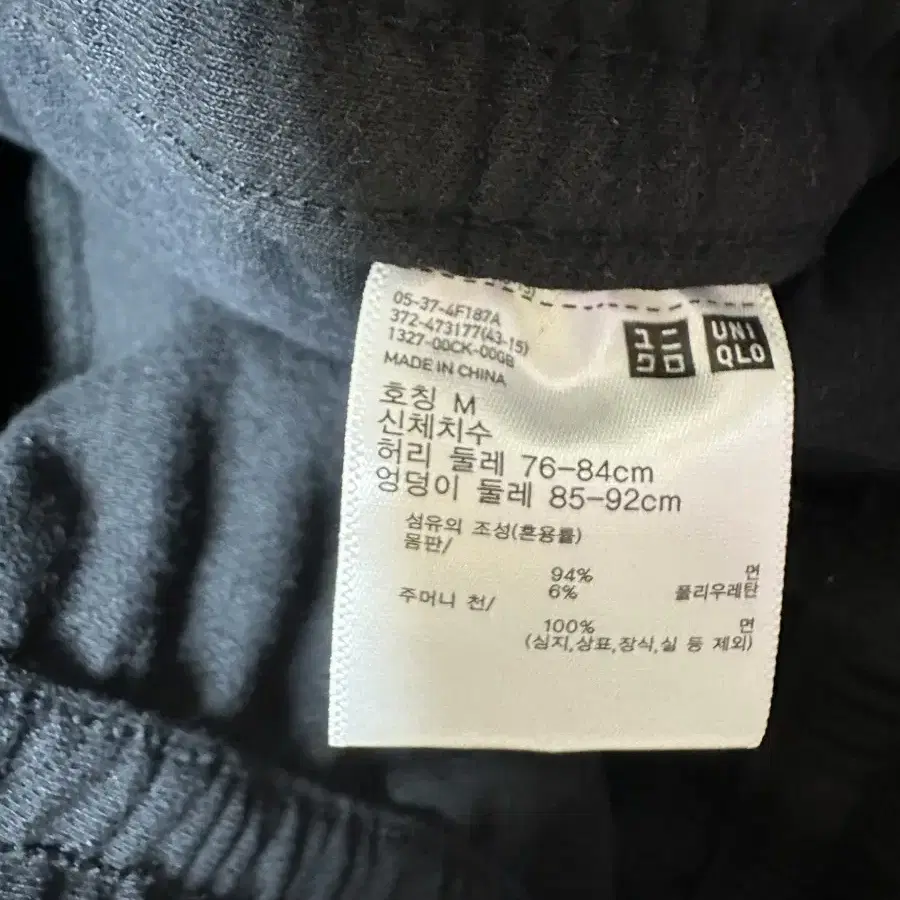 05-37-4F187A
372-473177(43-15)
1327-00CK-00GB
MADE IN CHINA
ユニ
クロ
UNI
QLO
호칭 M
신체치수
허리 둘레 76-84cm
엉덩이 둘레 85-92cm
섬유의 조성(혼용률)
몸판/
94% 면
6% 폴리우레탄
주머니 천/
100% 면
(심지,상표,장식,실 등 제외)